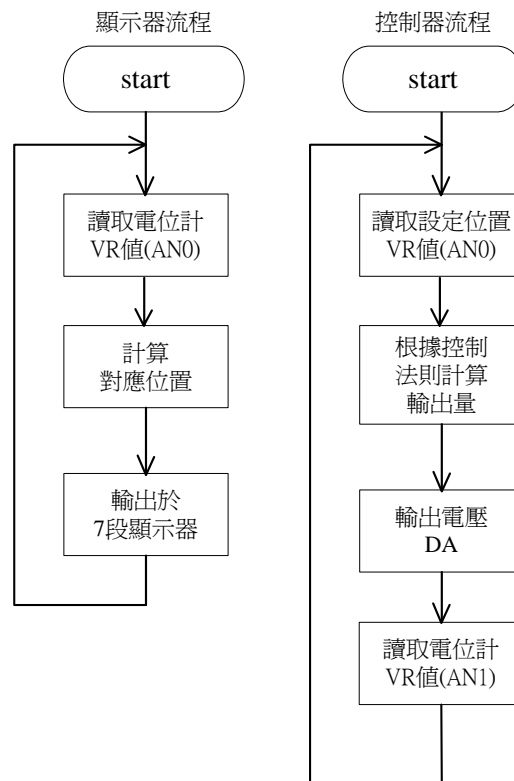 顯示器流程
start
讀取電位計
VR值(AN0)
計算
對應位置
輸出於
7段顯示器
控制器流程
start
讀取設定位置
VR值(AN0)
根據控制
法則計算
輸出量
輸出電壓
DA
讀取電位計
VR值(AN1)